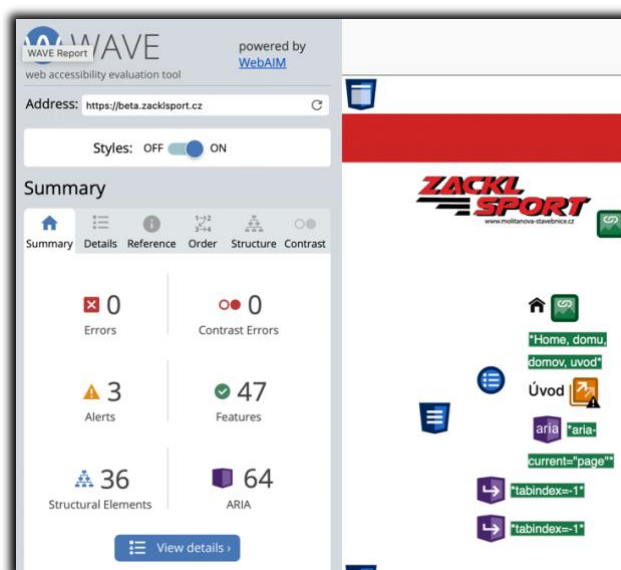 WAVE
WAVE Report
powered by
WebAIM
web accessibility evaluation tool
Address: https://beta.zacklsport.cz
Styles: OFF ON
Summary
Summary Details Reference Order Structure Contrast
0
Errors
0
Contrast Errors
3
Alerts
47
Features
36
Structural Elements
64
ARIA
View details ›
ZACKL
SPORT
www.molitanova-stavebnice.cz
*Home, domu,
domov, uvod*
Úvod
aria *aria-
current="page"*
*tabindex=-1*
*tabindex=-1*